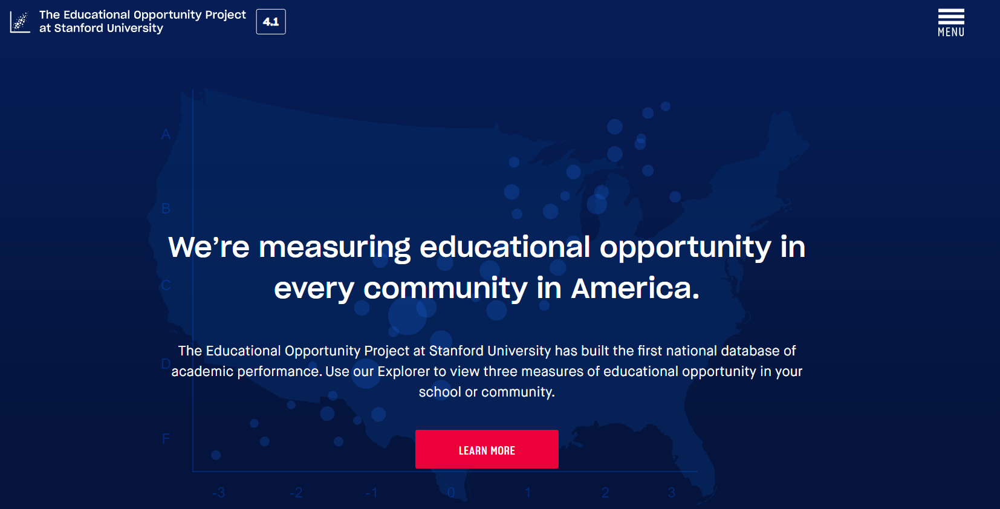 The Educational Opportunity Project
at Stanford University
4.1
MENU
A
B
We’re measuring educational opportunity in
every community in America.
C
The Educational Opportunity Project at Stanford University has built the first national database of
D
academic performance. Use our Explorer to view three measures of educational opportunity in your
school or community.
F
LEARN MORE
-3 -2 -1 0 1 2 3